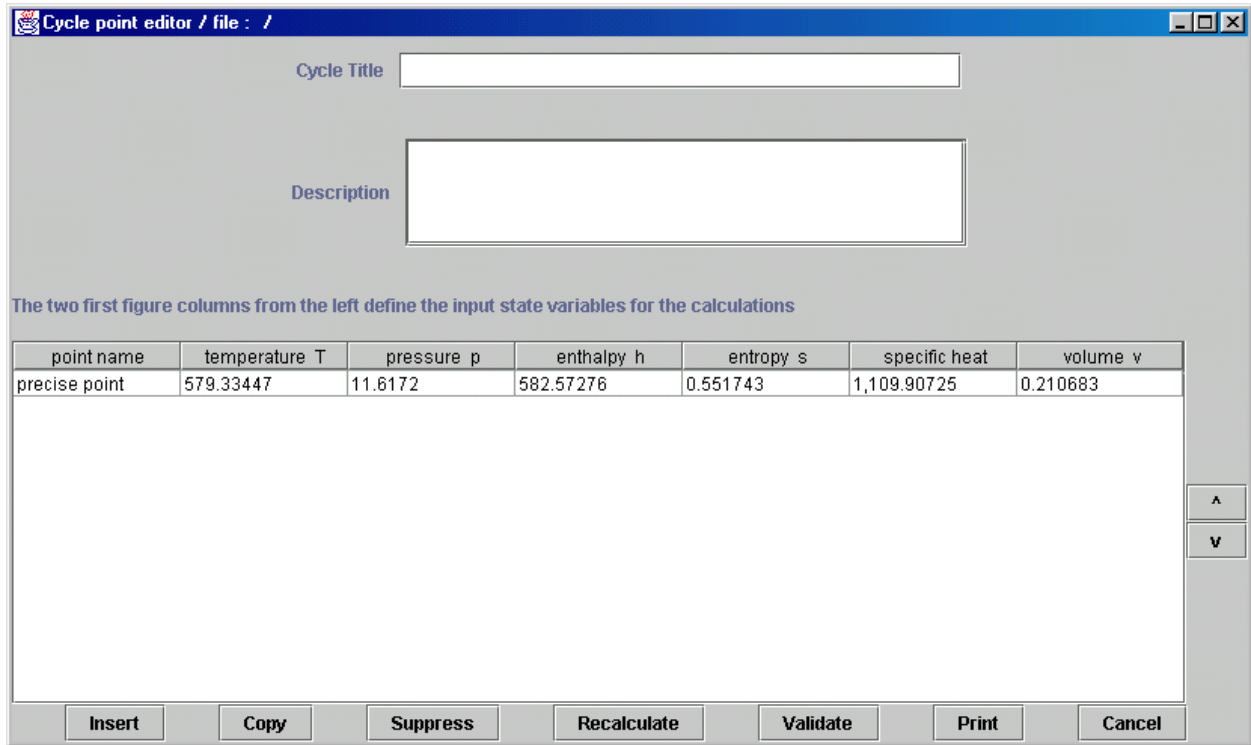 Cycle point editor / file : /
Cycle Title
Description
The two first figure columns from the left define the input state variables for the calculations
point name temperature T pressure p enthalpy h entropy s specific heat volume v
precise point 579.33447 11.6172 582.57276 0.551743 1,109.90725 0.210683
^
v
Insert Copy Suppress Recalculate Validate Print Cancel